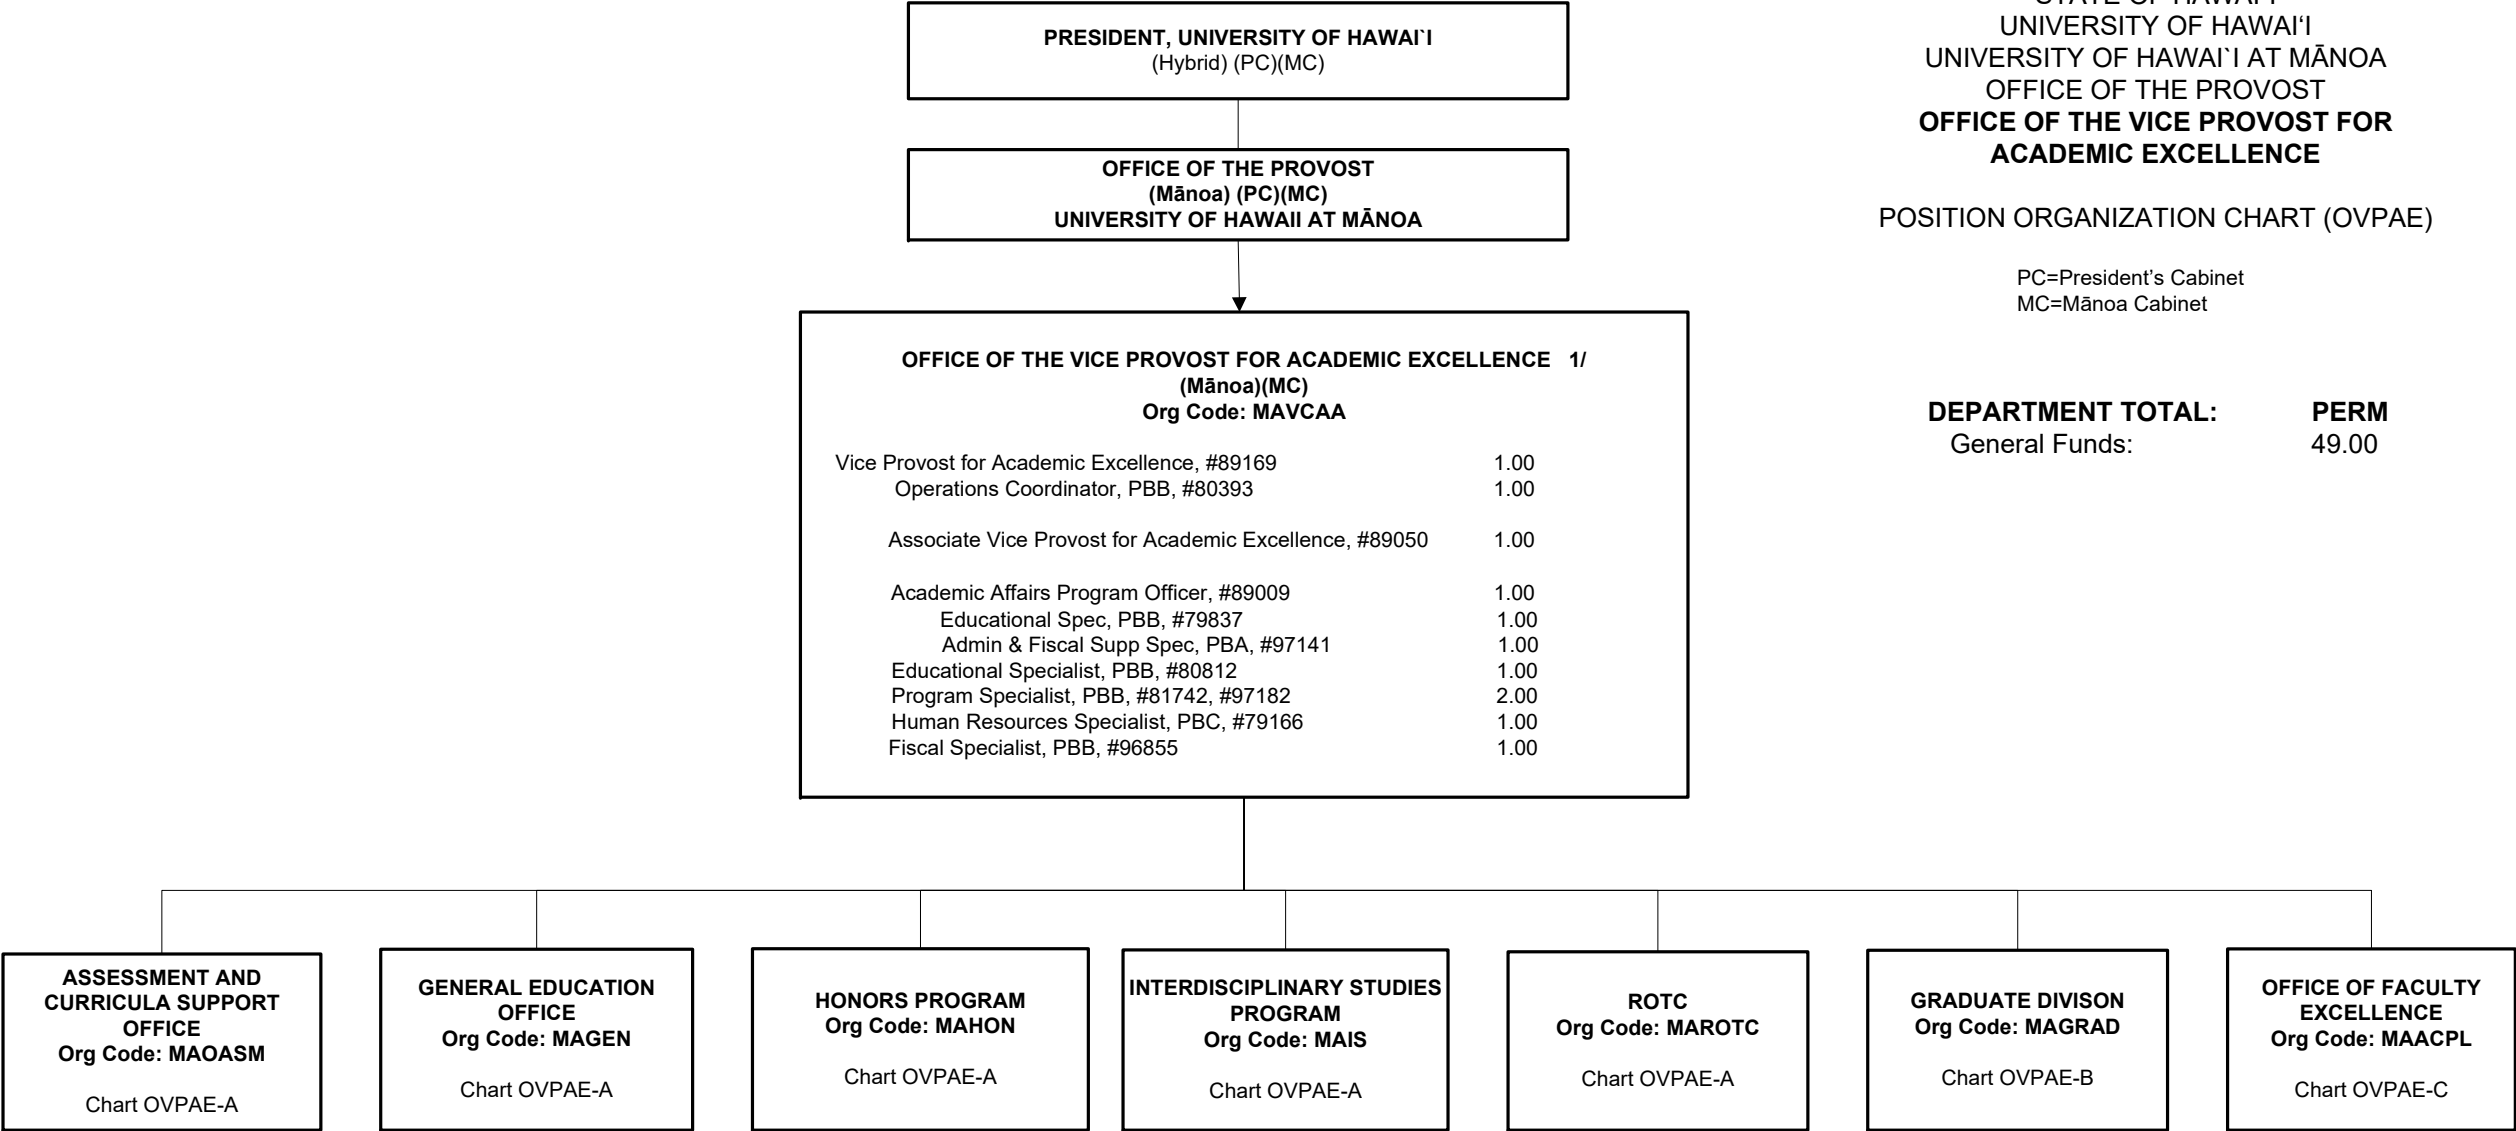 PRESIDENT, UNIVERSITY OF HAWAI`I
(Hybrid) (PC)(MC)
OFFICE OF THE PROVOST
(Mānoa) (PC)(MC)
UNIVERSITY OF HAWAII AT MĀNOA
UNIVERSITY OF HAWAI‘I
UNIVERSITY OF HAWAI`I AT MĀNOA
OFFICE OF THE PROVOST
OFFICE OF THE VICE PROVOST FOR
ACADEMIC EXCELLENCE
POSITION ORGANIZATION CHART (OVPAE)
PC=President’s Cabinet
MC=Mānoa Cabinet
DEPARTMENT TOTAL: PERM
General Funds: 49.00
OFFICE OF THE VICE PROVOST FOR ACADEMIC EXCELLENCE 1/
(Mānoa)(MC)
Org Code: MAVCAA
Vice Provost for Academic Excellence, #89169 1.00
Operations Coordinator, PBB, #80393 1.00
Associate Vice Provost for Academic Excellence, #89050 1.00
Academic Affairs Program Officer, #89009 1.00
Educational Spec, PBB, #79837 1.00
Admin & Fiscal Supp Spec, PBA, #97141 1.00
Educational Specialist, PBB, #80812 1.00
Program Specialist, PBB, #81742, #97182 2.00
Human Resources Specialist, PBC, #79166 1.00
Fiscal Specialist, PBB, #96855 1.00
ASSESSMENT AND
CURRICULA SUPPORT
OFFICE
Org Code: MAOASM
Chart OVPAE-A
GENERAL EDUCATION
OFFICE
Org Code: MAGEN
Chart OVPAE-A
HONORS PROGRAM
Org Code: MAHON
Chart OVPAE-A
INTERDISCIPLINARY STUDIES
PROGRAM
Org Code: MAIS
Chart OVPAE-A
ROTC
Org Code: MAROTC
Chart OVPAE-A
GRADUATE DIVISON
Org Code: MAGRAD
Chart OVPAE-B
OFFICE OF FACULTY
EXCELLENCE
Org Code: MAACPL
Chart OVPAE-C